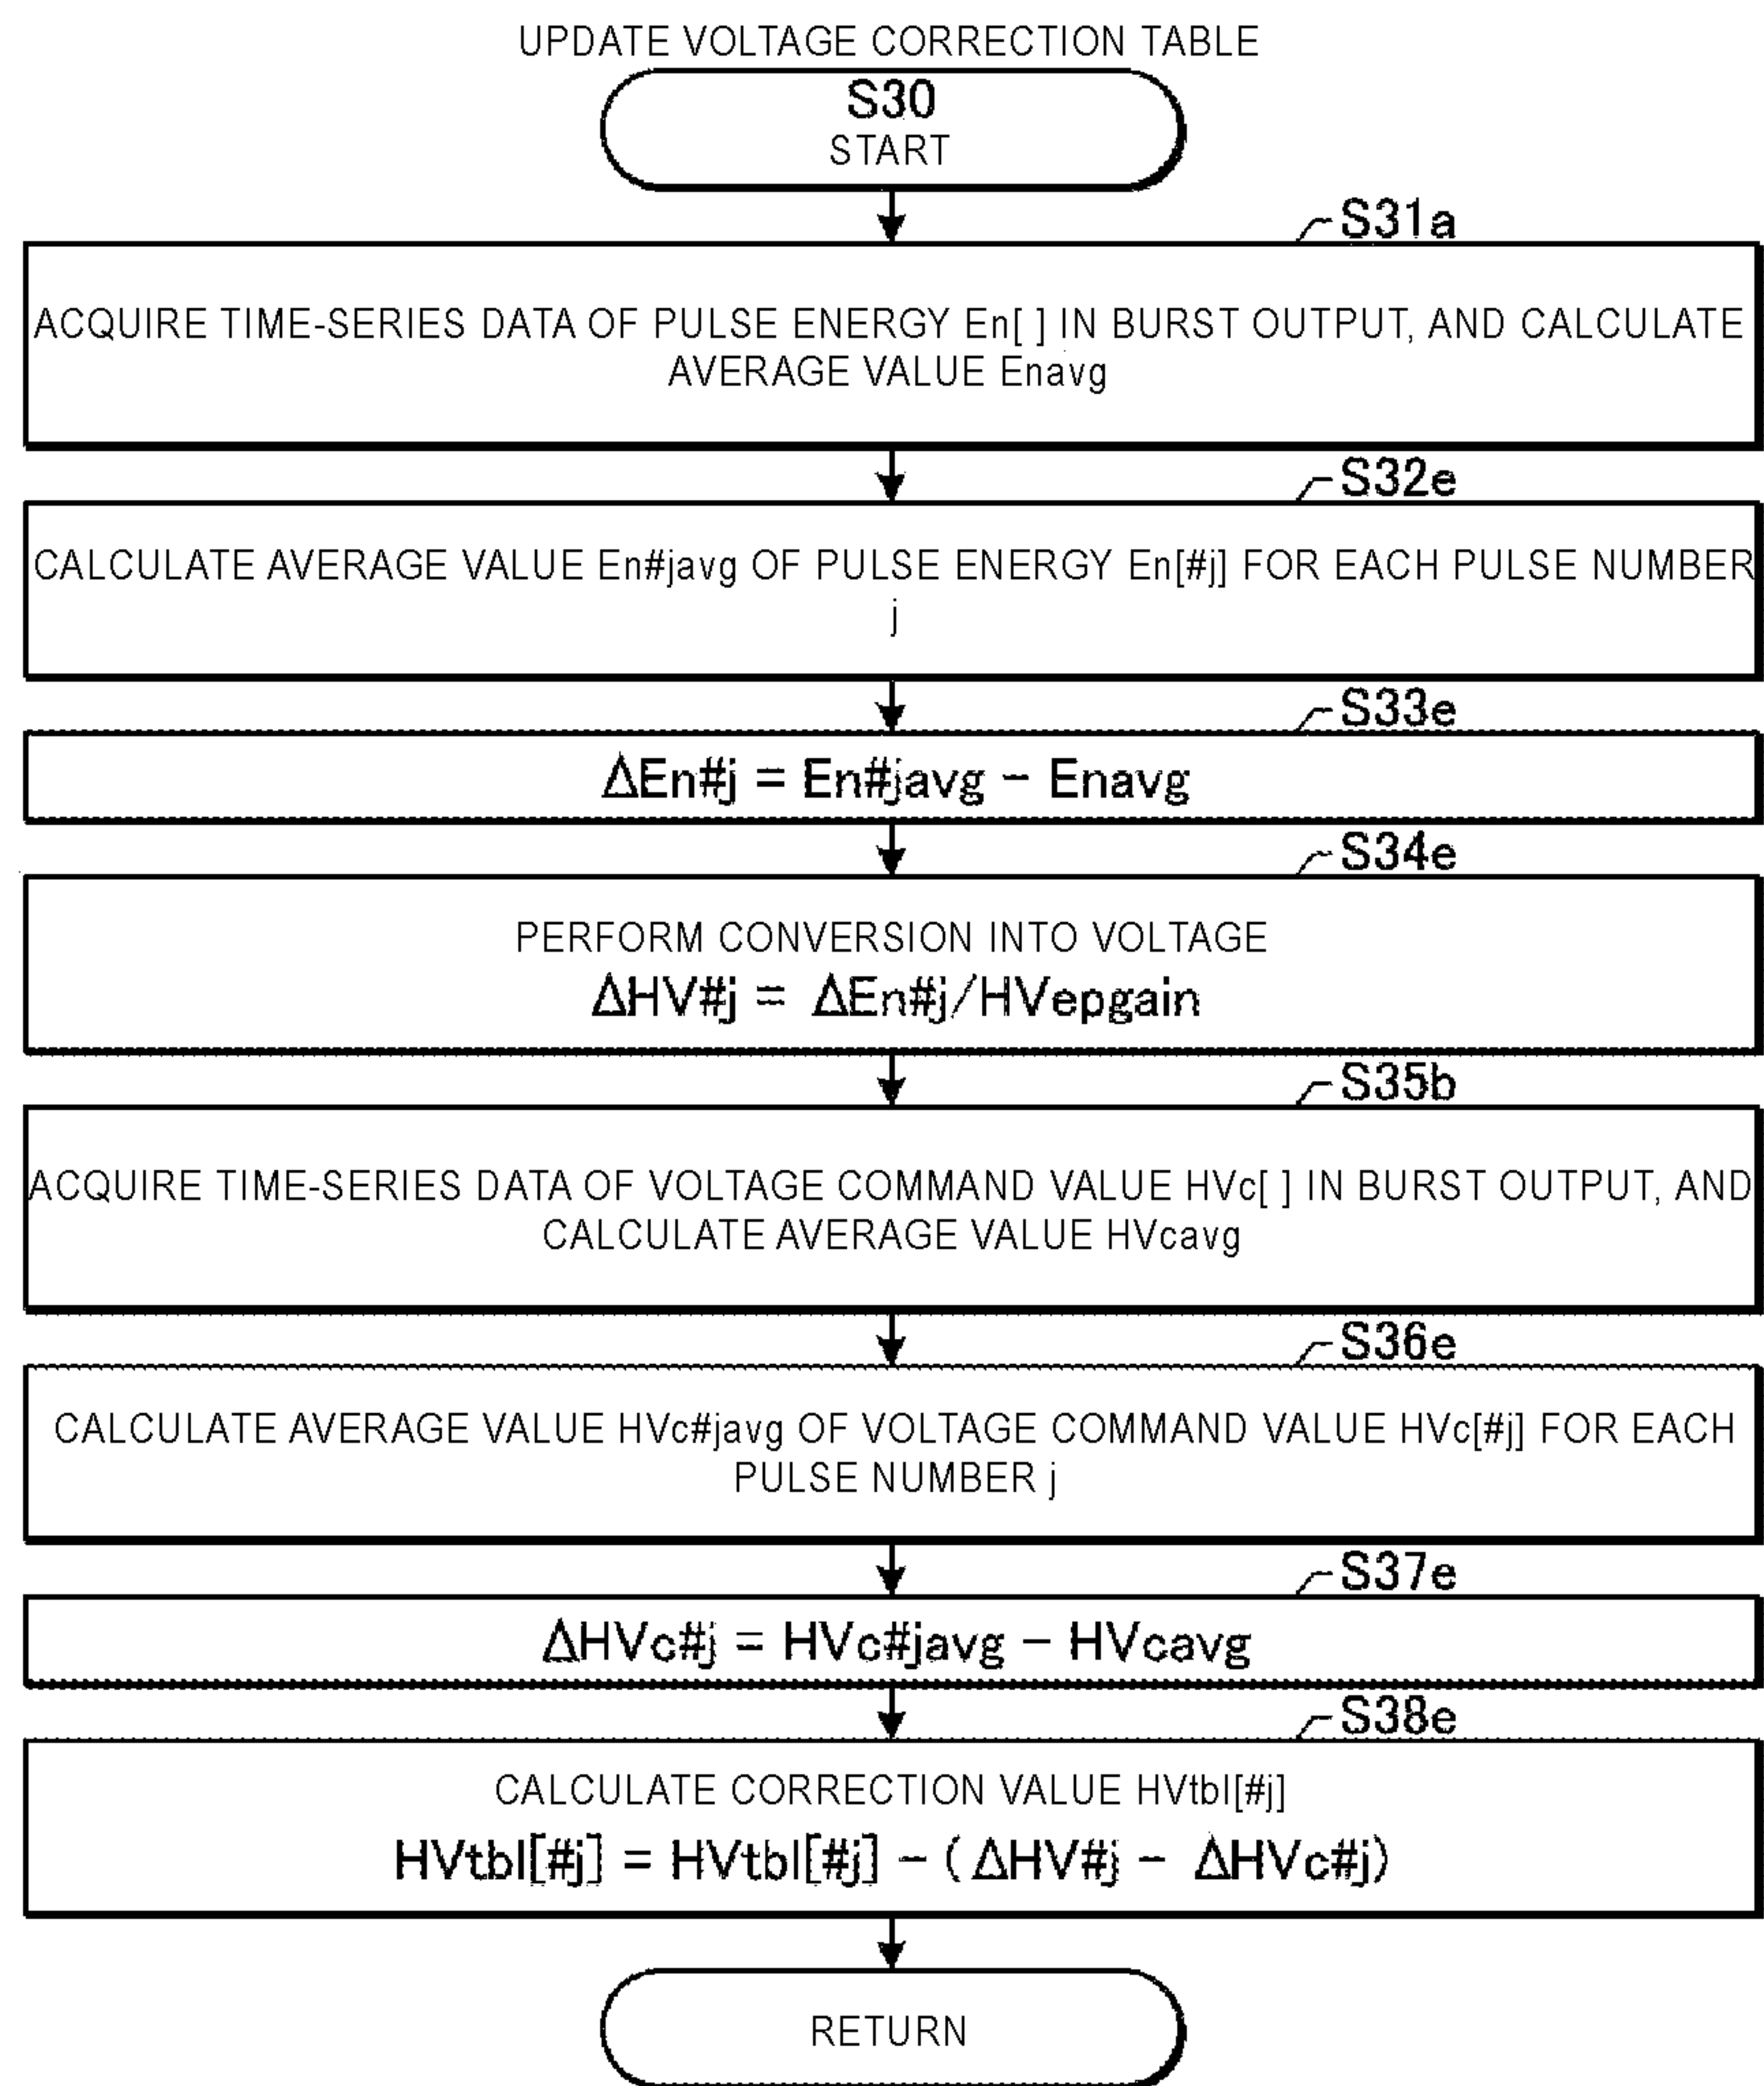 UPDATE VOLTAGE CORRECTION TABLE
S30
START
S31a
ACQUIRE TIME-SERIES DATA OF PULSE ENERGY En[ ] IN BURST OUTPUT, AND CALCULATE
AVERAGE VALUE Enavg
S32e
CALCULATE AVERAGE VALUE En#javg OF PULSE ENERGY En[#j] FOR EACH PULSE NUMBER
j
S33e
ΔEn#j = En#javg − Enavg
S34e
PERFORM CONVERSION INTO VOLTAGE
ΔHV#j = ΔEn#j/HVepgain
S35b
ACQUIRE TIME-SERIES DATA OF VOLTAGE COMMAND VALUE HVc[ ] IN BURST OUTPUT, AND
CALCULATE AVERAGE VALUE HVcavg
S36e
CALCULATE AVERAGE VALUE HVc#javg OF VOLTAGE COMMAND VALUE HVc[#j] FOR EACH
PULSE NUMBER j
S37e
ΔHVc#j = HVc#javg − HVcavg
S38e
CALCULATE CORRECTION VALUE HVtbl[#j]
HVtbl[#j] = HVtbl[#j] − (ΔHV#j − ΔHVc#j)
RETURN